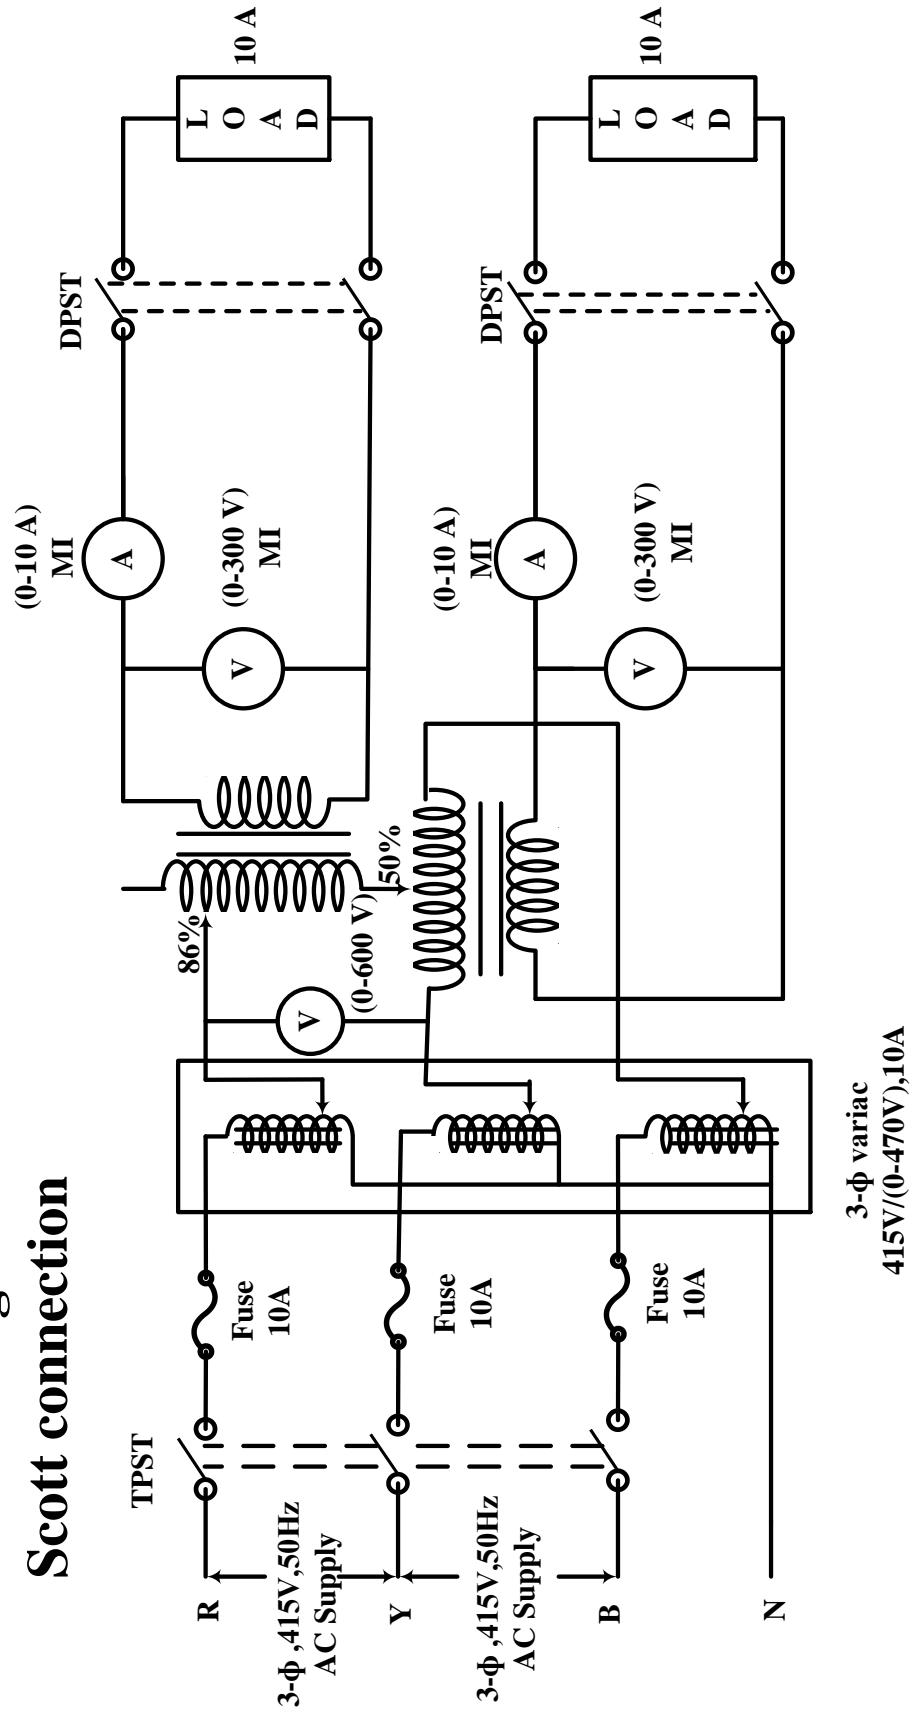 Scott connection
TPST
R
3-ϕ ,415V,50Hz
AC Supply
Y
3-ϕ ,415V,50Hz
AC Supply
B
N
Fuse
10A
Fuse
10A
Fuse
10A
3-ϕ variac
415V/(0-470V),10A
V
(0-600 V)
86%
50%
(0-10 A)
MI
A
V
(0-300 V)
MI
DPST
LOAD
10 A
(0-10 A)
MI
A
V
(0-300 V)
MI
DPST
LOAD
10 A